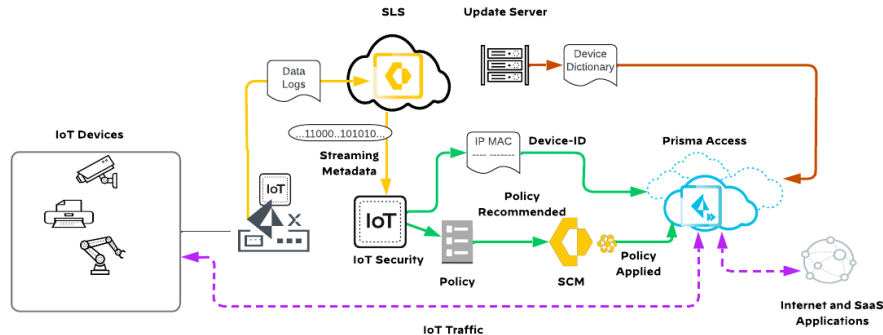 SLS
Update Server
Data
Logs
Device
Dictionary
...11000..101010...
IoT Devices
IP MAC
Device-ID
Prisma Access
Streaming
Metadata
IoT
X
IoT
Policy
Recommended
IoT Security
Policy
SCM
Policy
Applied
Internet and SaaS
Applications
IoT Traffic